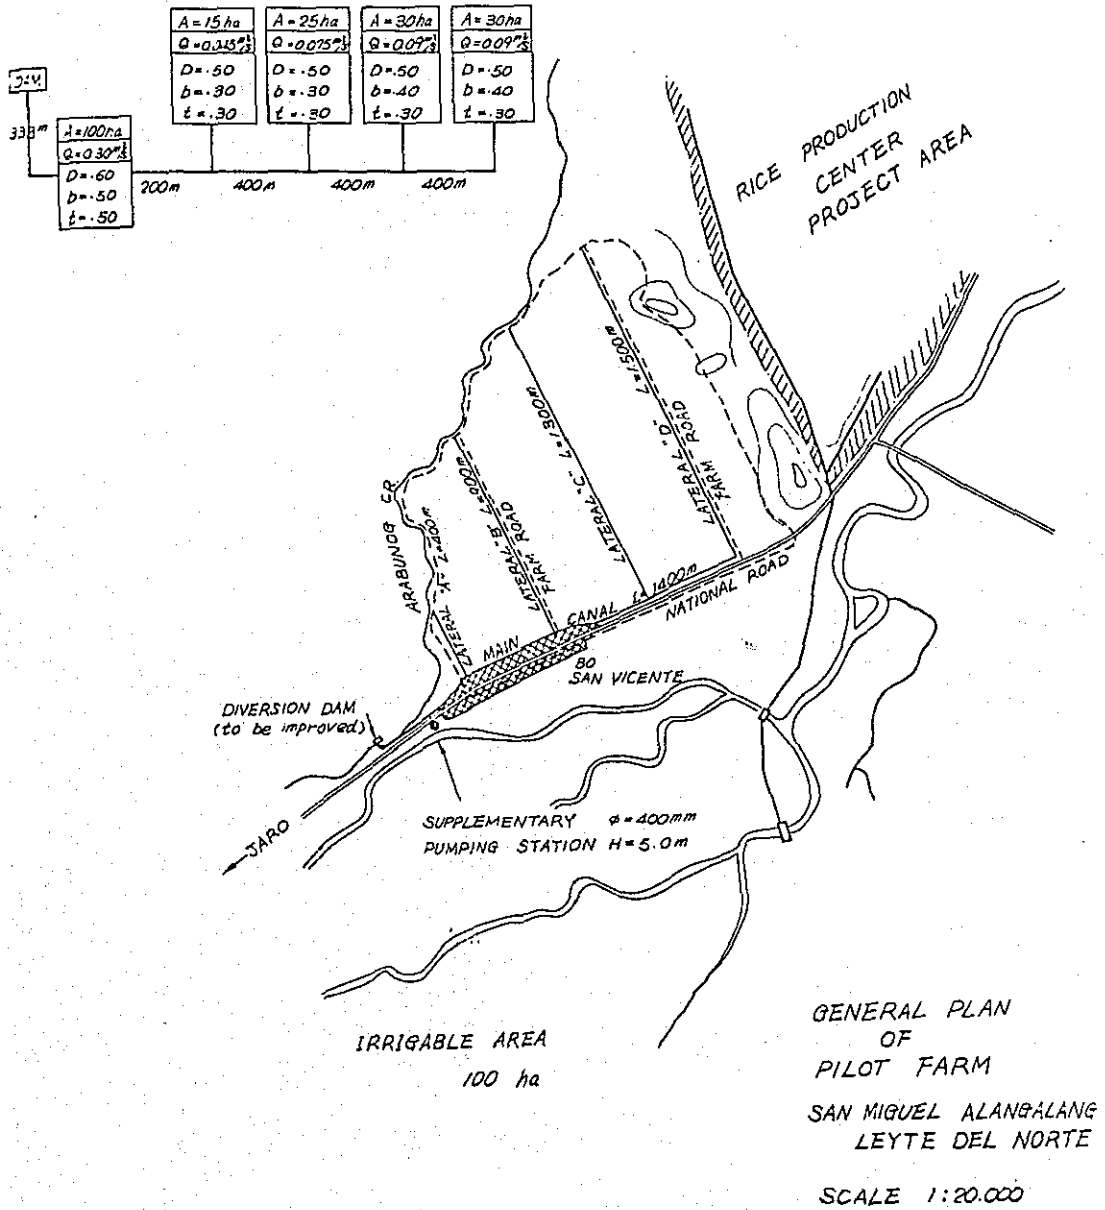 A=15ha
Q=0.045m³/s
D=.50
b=.30
t=.30
A=25ha
Q=0.075m³/s
D=.50
b=.30
t=.30
A=30ha
Q=0.09m³/s
D=.50
b=.40
t=.30
A=30ha
Q=0.09m³/s
D=.50
b=.40
t=.30
A=100ha
Q=0.30m³/s
D=.60
b=.50
t=.50
200m
400m
400m
400m
RICE PRODUCTION
CENTER
PROJECT AREA
ARABUNOG CR
LATERAL "A" L=400m
LATERAL "B" L=900m
FARM ROAD
LATERAL "C" L=1300m
L=1500m
LATERAL "D"
FARM ROAD
MAIN CANAL L=1400m
NATIONAL ROAD
BO
SAN VICENTE
DIVERSION DAM
(to be improved)
SUPPLEMENTARY φ=400mm
PUMPING STATION H=5.0m
JARO
IRRIGABLE AREA
100 ha
GENERAL PLAN
OF
PILOT FARM
SAN MIGUEL ALANGALANG
LEYTE DEL NORTE
SCALE 1:20.000